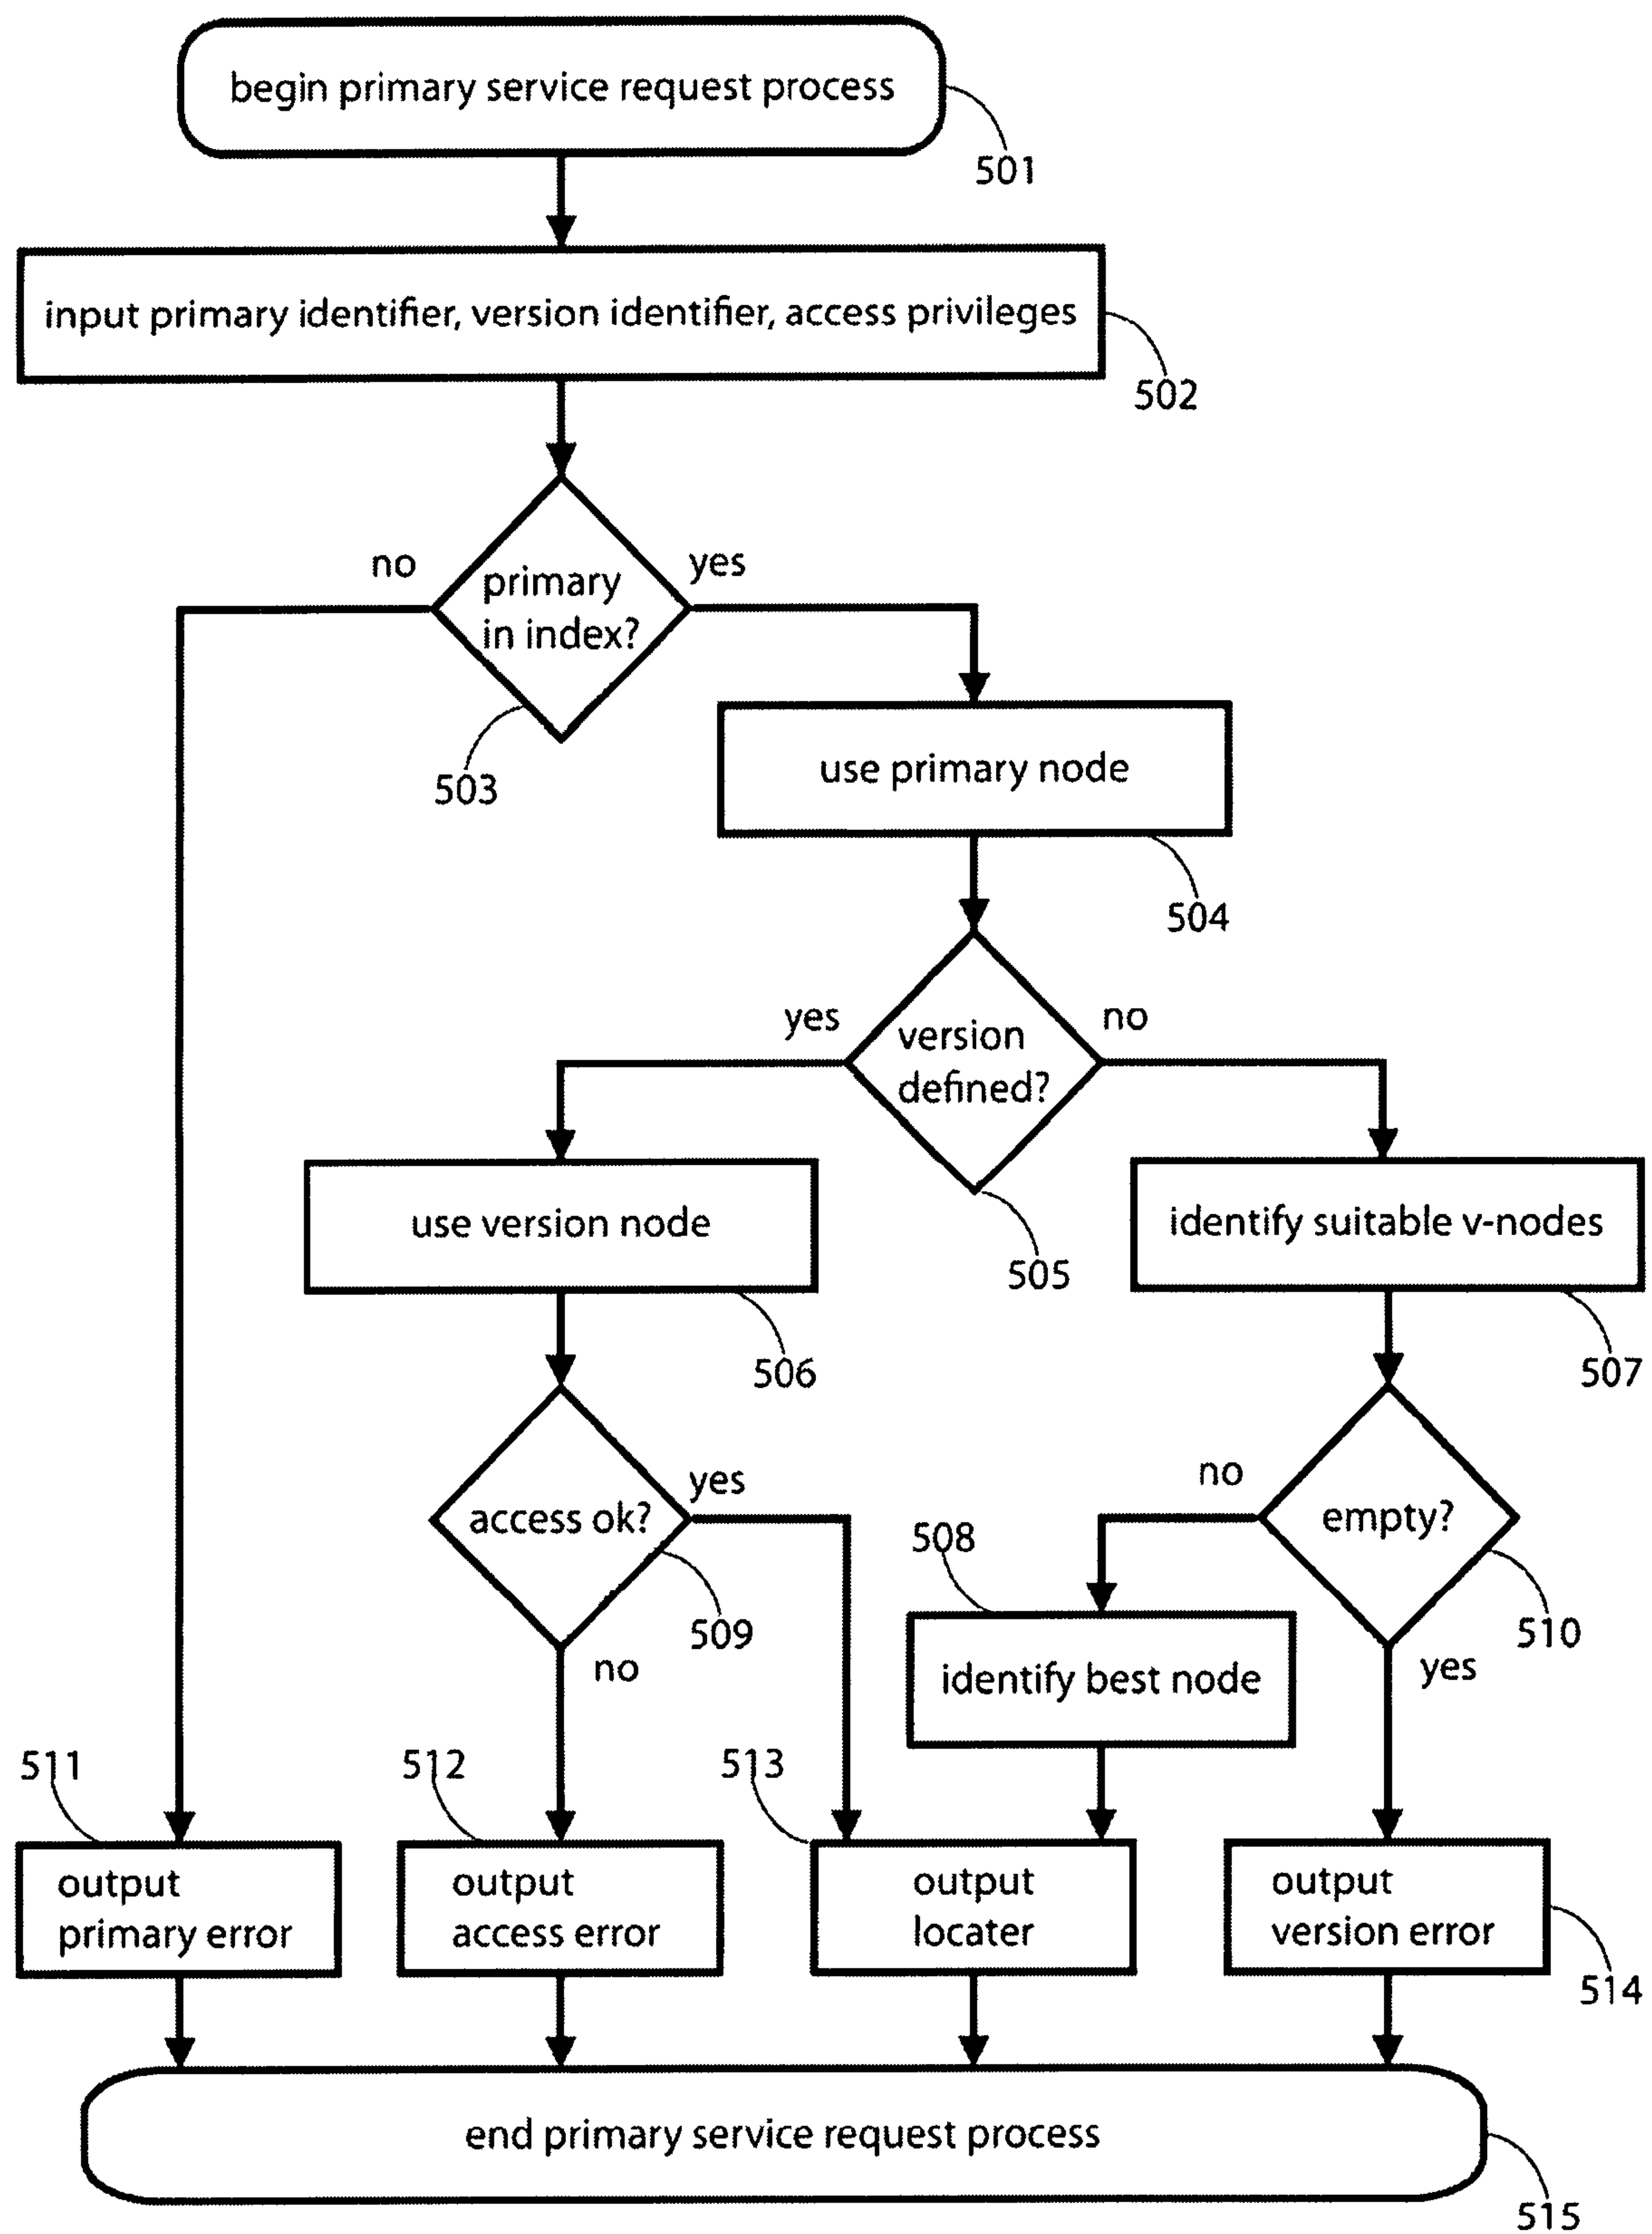 begin primary service request process
501
input primary identifier, version identifier, access privileges
502
no
yes
primary
in index?
503
use primary node
504
yes
no
version
defined?
505
use version node
506
identify suitable v-nodes
507
yes
access ok?
509
no
no
empty?
510
yes
508
identify best node
511
512
513
output
primary error
output
access error
output
locater
output
version error
514
end primary service request process
515